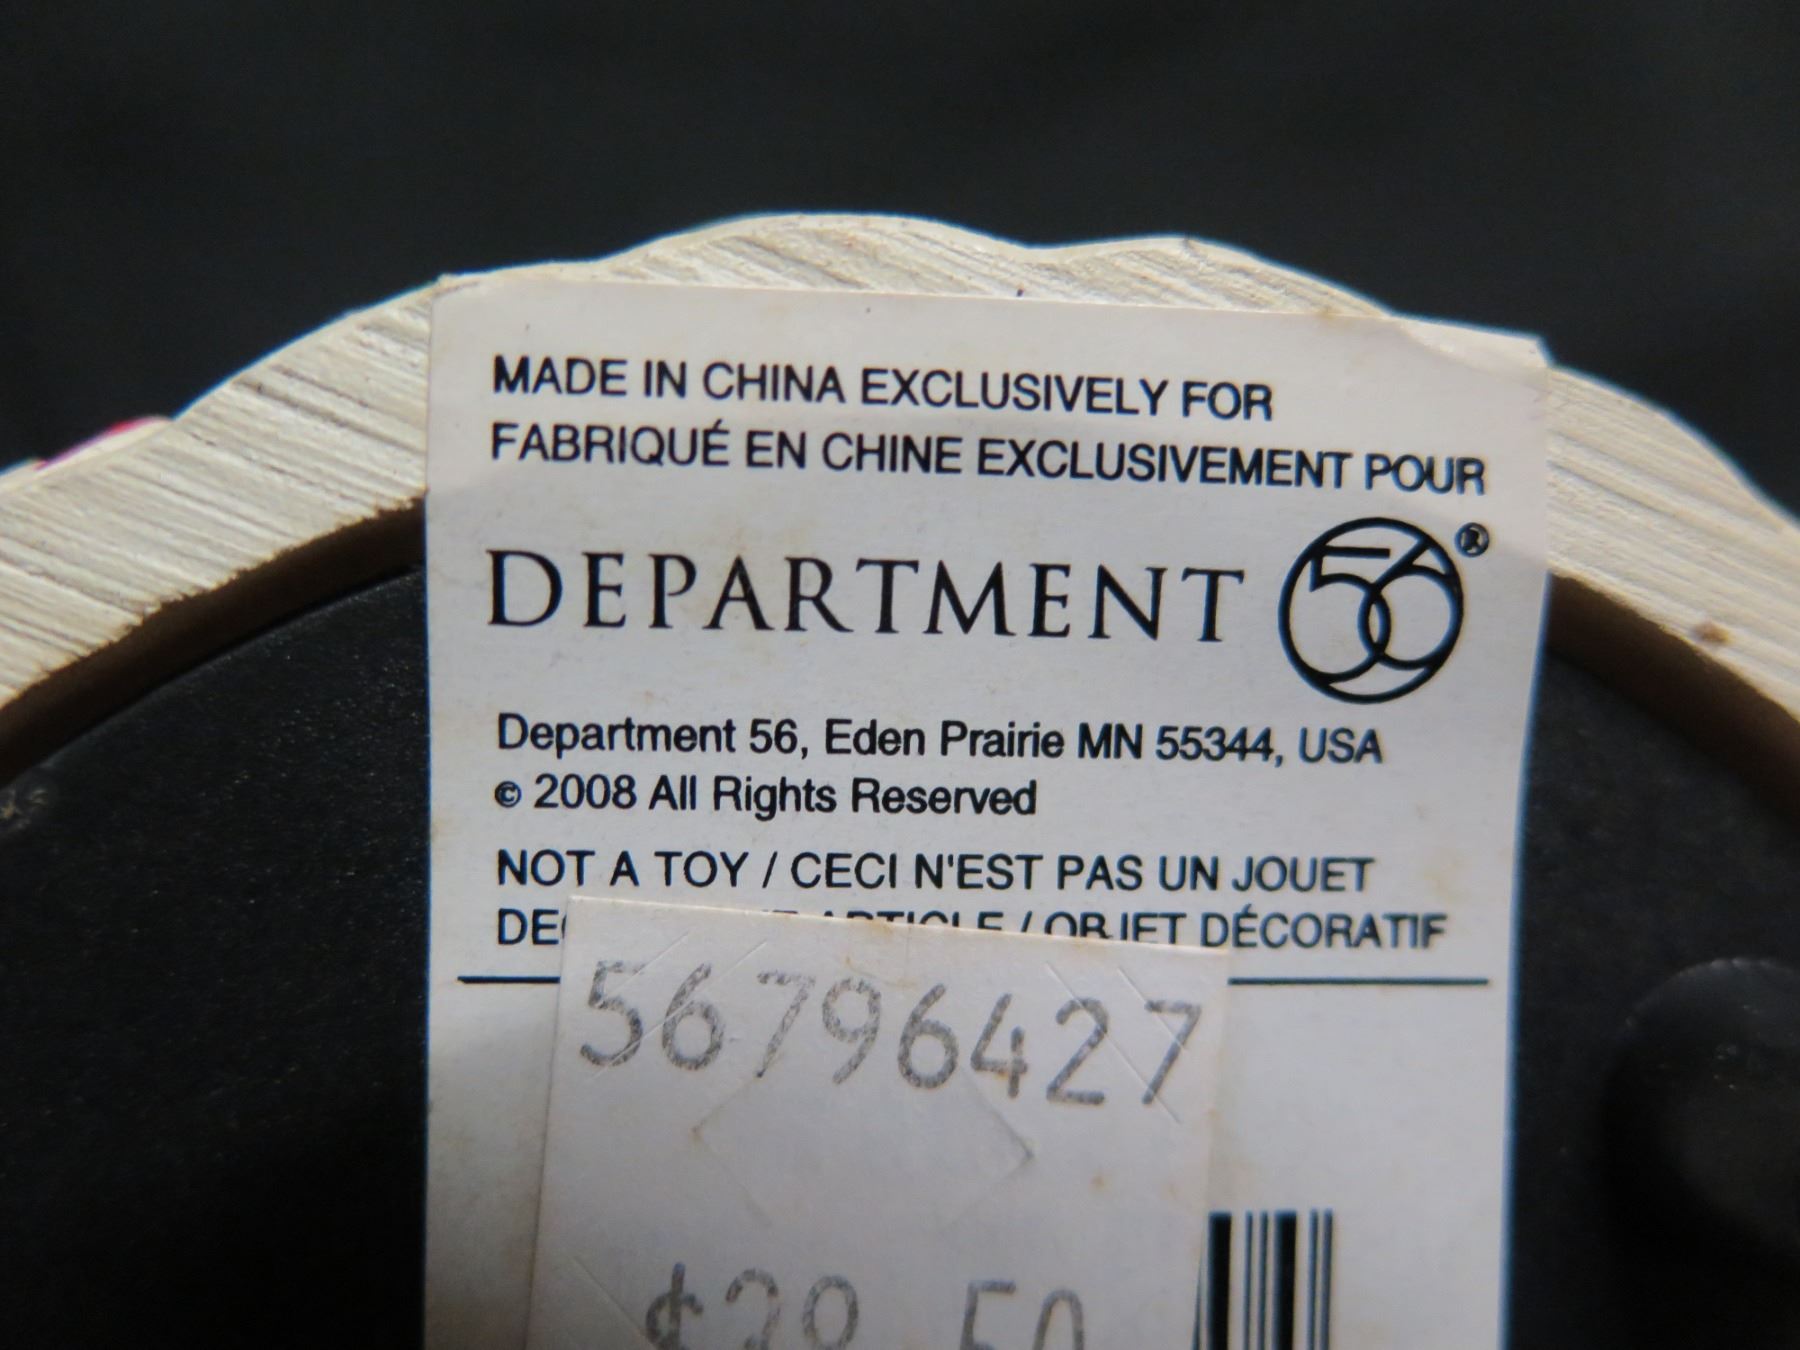 MADE IN CHINA EXCLUSIVELY FOR
FABRIQUÉ EN CHINE EXCLUSIVEMENT POUR
DEPARTMENT 56®
Department 56, Eden Prairie MN 55344, USA
© 2008 All Rights Reserved
NOT A TOY / CECI N'EST PAS UN JOUET
ARTICLE / OBJET DÉCORATIF
56796427